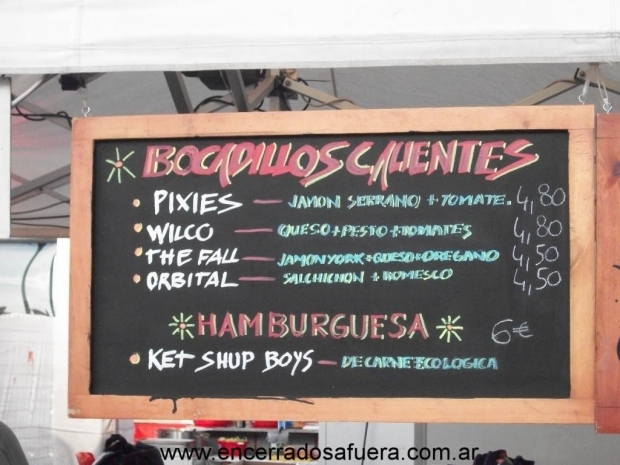 BOCADILLOS CALIENTES
PIXIES — JAMON SERRANO + TOMATE. 4,80
WILCO — QUESO + PESTO + TOMATES 4,80
THE FALL — JAMON YORK + QUESO + OREGANO 4,50
ORBITAL — SALCHICHON + ROMESCO 4,50
HAMBURGUESA 6€
KET SHUP BOYS — DE CARNE ECOLOGICA
www.encerradosafuera.com.ar